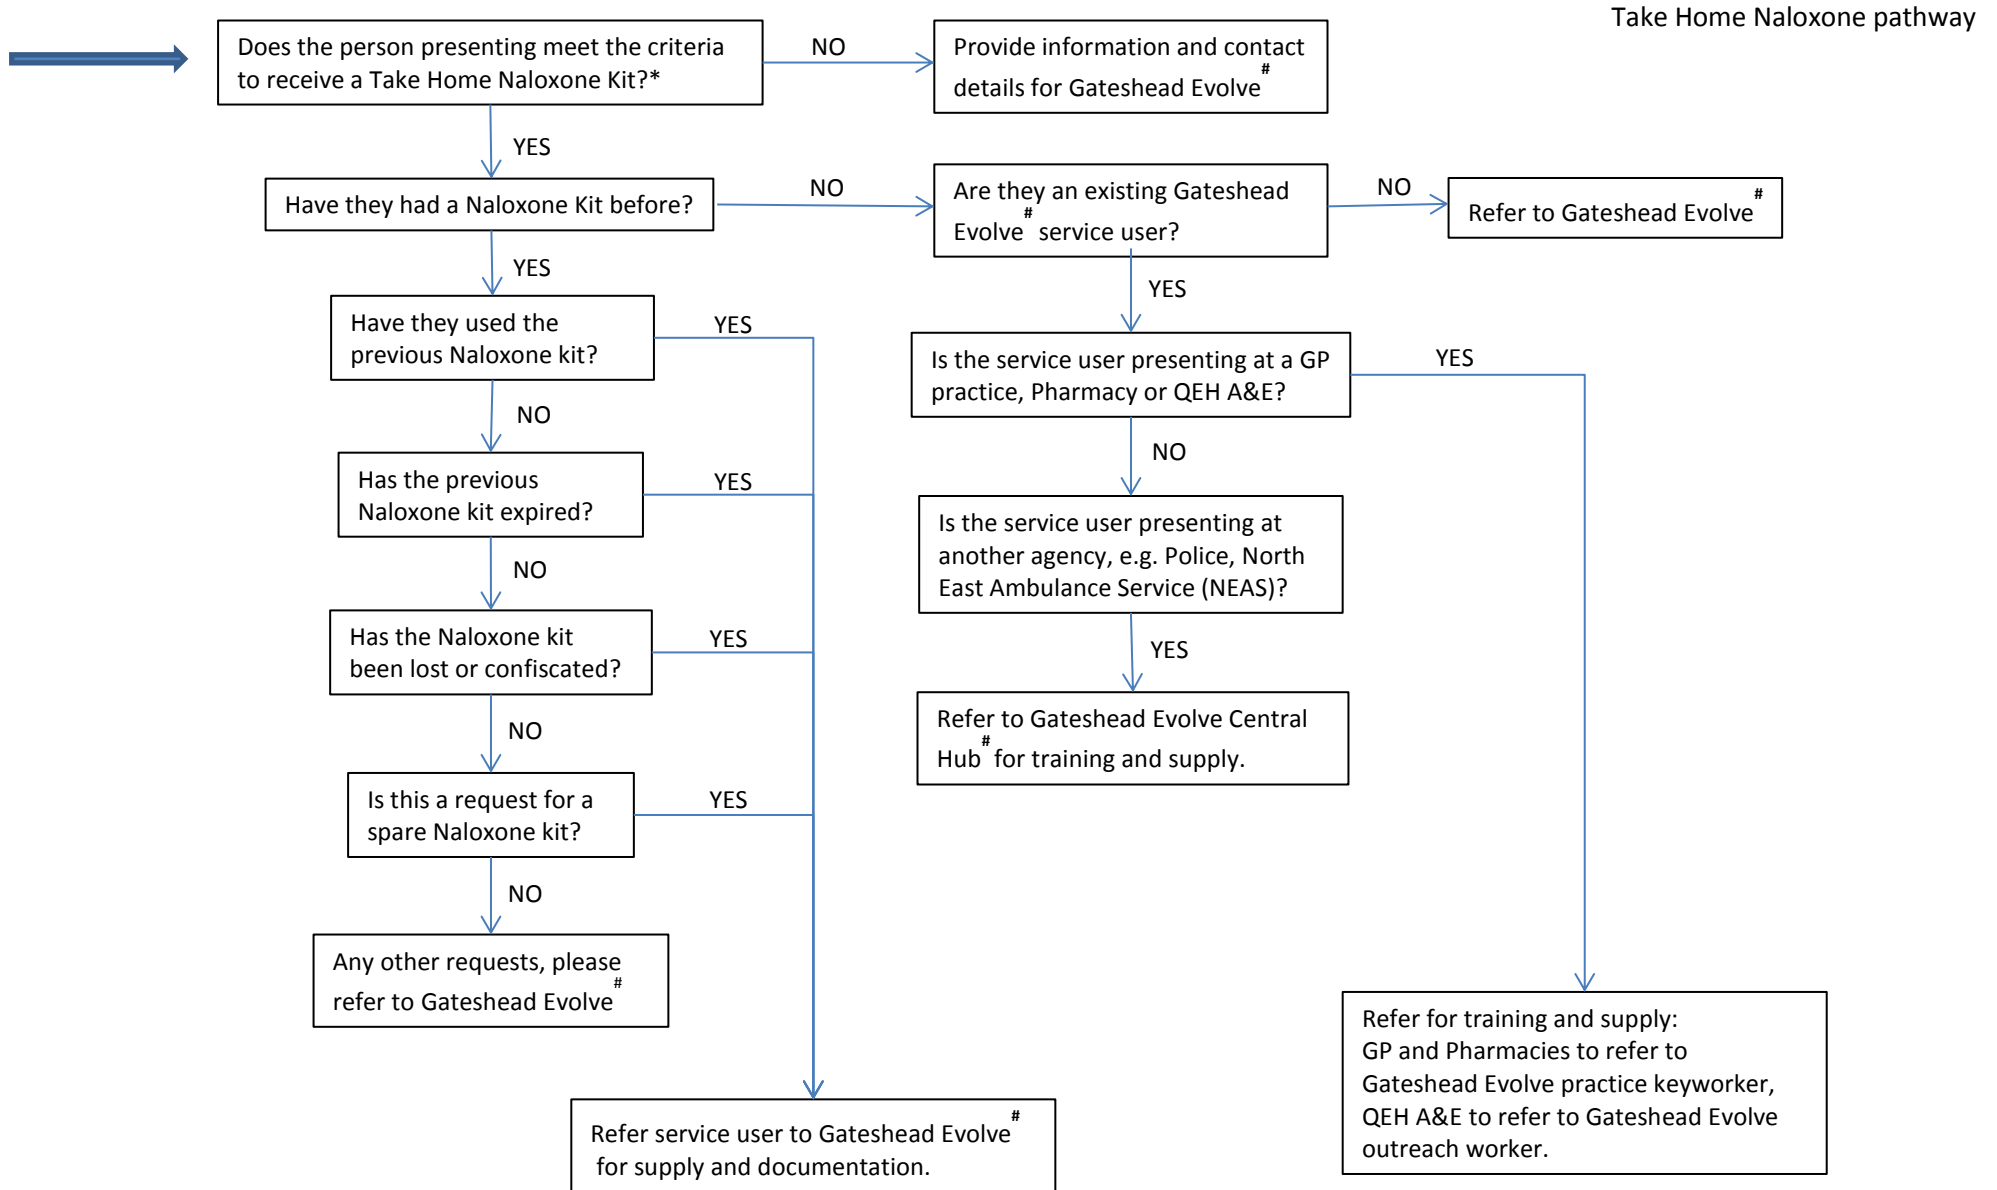 Take Home Naloxone pathway
Does the person presenting meet the criteria
to receive a Take Home Naloxone Kit?*
NO
Provide information and contact
details for Gateshead Evolve#
YES
Have they had a Naloxone Kit before?
NO
Are they an existing Gateshead
Evolve# service user?
NO
Refer to Gateshead Evolve#
YES
Have they used the
previous Naloxone kit?
YES
YES
Is the service user presenting at a GP
practice, Pharmacy or QEH A&E?
YES
NO
Has the previous
Naloxone kit expired?
YES
NO
Is the service user presenting at
another agency, e.g. Police, North
East Ambulance Service (NEAS)?
NO
Has the Naloxone kit
been lost or confiscated?
YES
YES
Refer to Gateshead Evolve Central
Hub# for training and supply.
NO
Is this a request for a
spare Naloxone kit?
YES
NO
Any other requests, please
refer to Gateshead Evolve#
Refer for training and supply:
GP and Pharmacies to refer to
Gateshead Evolve practice keyworker,
QEH A&E to refer to Gateshead Evolve
outreach worker.
Refer service user to Gateshead Evolve#
for supply and documentation.